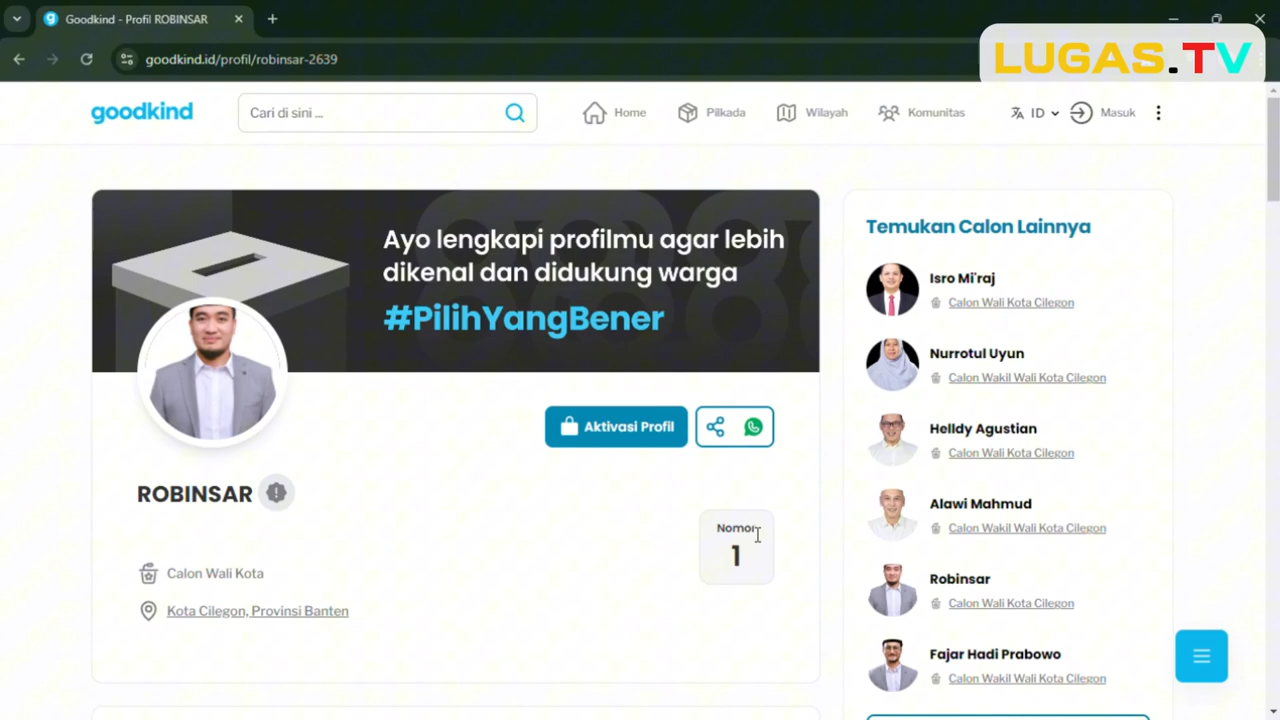 Goodkind - Profil ROBINSAR
goodkind.id/profil/robinsar-2639
LUGAS.TV
goodkind
Cari di sini ...
Home
Pilkada
Wilayah
Komunitas
ID
Masuk
Ayo lengkapi profilmu agar lebih
dikenal dan didukung warga
#PilihYangBener
Aktivasi Profil
ROBINSAR
Nomor
1
Calon Wali Kota
Kota Cilegon, Provinsi Banten
Temukan Calon Lainnya
Isro Mi'raj
Calon Wali Kota Cilegon
Nurrotul Uyun
Calon Wakil Wali Kota Cilegon
Helldy Agustian
Calon Wali Kota Cilegon
Alawi Mahmud
Calon Wakil Wali Kota Cilegon
Robinsar
Calon Wali Kota Cilegon
Fajar Hadi Prabowo
Calon Wakil Wali Kota Cilegon